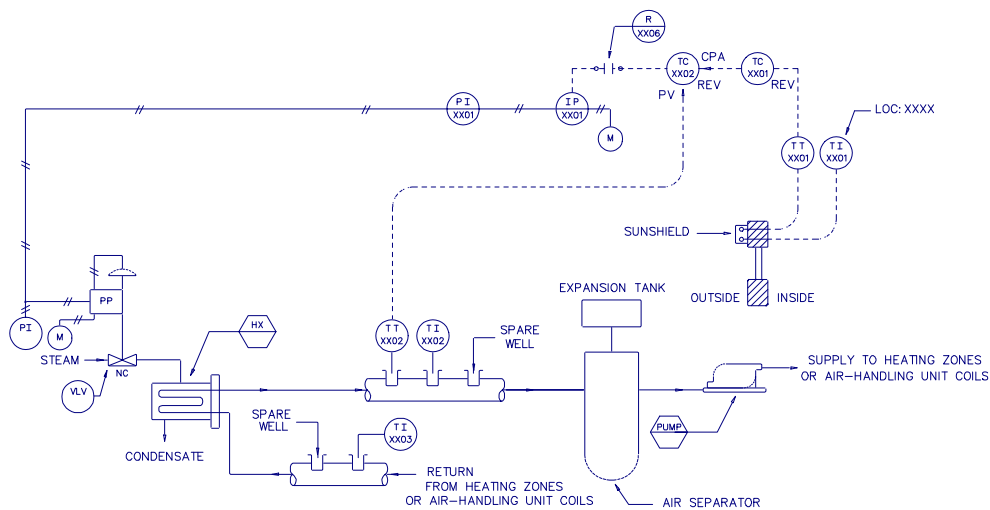 R
XX06
TC
XX02
CPA
REV
PV
TC
XX01
REV
LOC: XXXX
PI
XX01
IP
XX01
M
TT
XX01
TI
XX01
SUNSHIELD
OUTSIDE
INSIDE
EXPANSION TANK
PP
PI
M
STEAM
NC
VLV
HX
TT
XX02
TI
XX02
SPARE
WELL
SUPPLY TO HEATING ZONES
OR AIR-HANDLING UNIT COILS
PUMP
SPARE
WELL
TI
XX03
CONDENSATE
RETURN
FROM HEATING ZONES
OR AIR-HANDLING UNIT COILS
AIR SEPARATOR